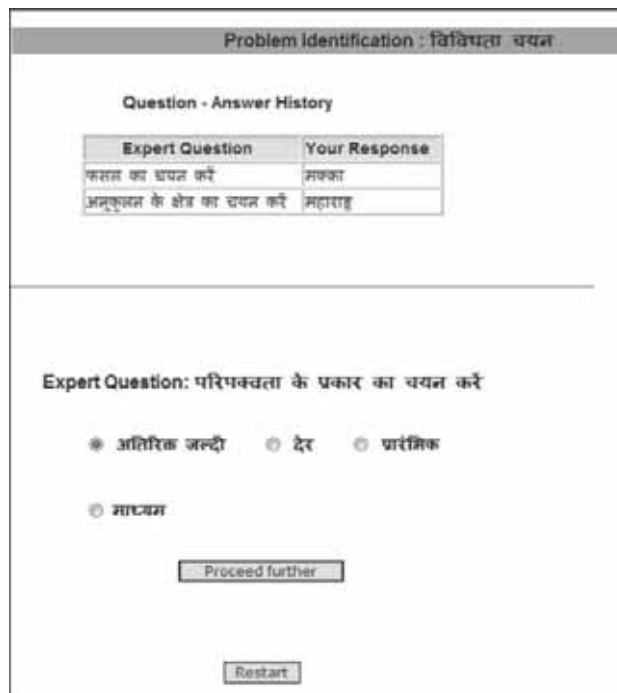 Problem Identification : विविधता चयन
Question - Answer History
Expert Question Your Response
फसल का चयन करें मक्का
अनुकूलन के क्षेत्र का चयन करें महाराष्ट्र
Expert Question: परिपक्वता के प्रकार का चयन करें
अतिरिक्त जल्दी देर प्रारंभिक
माध्यम
Proceed further
Restart